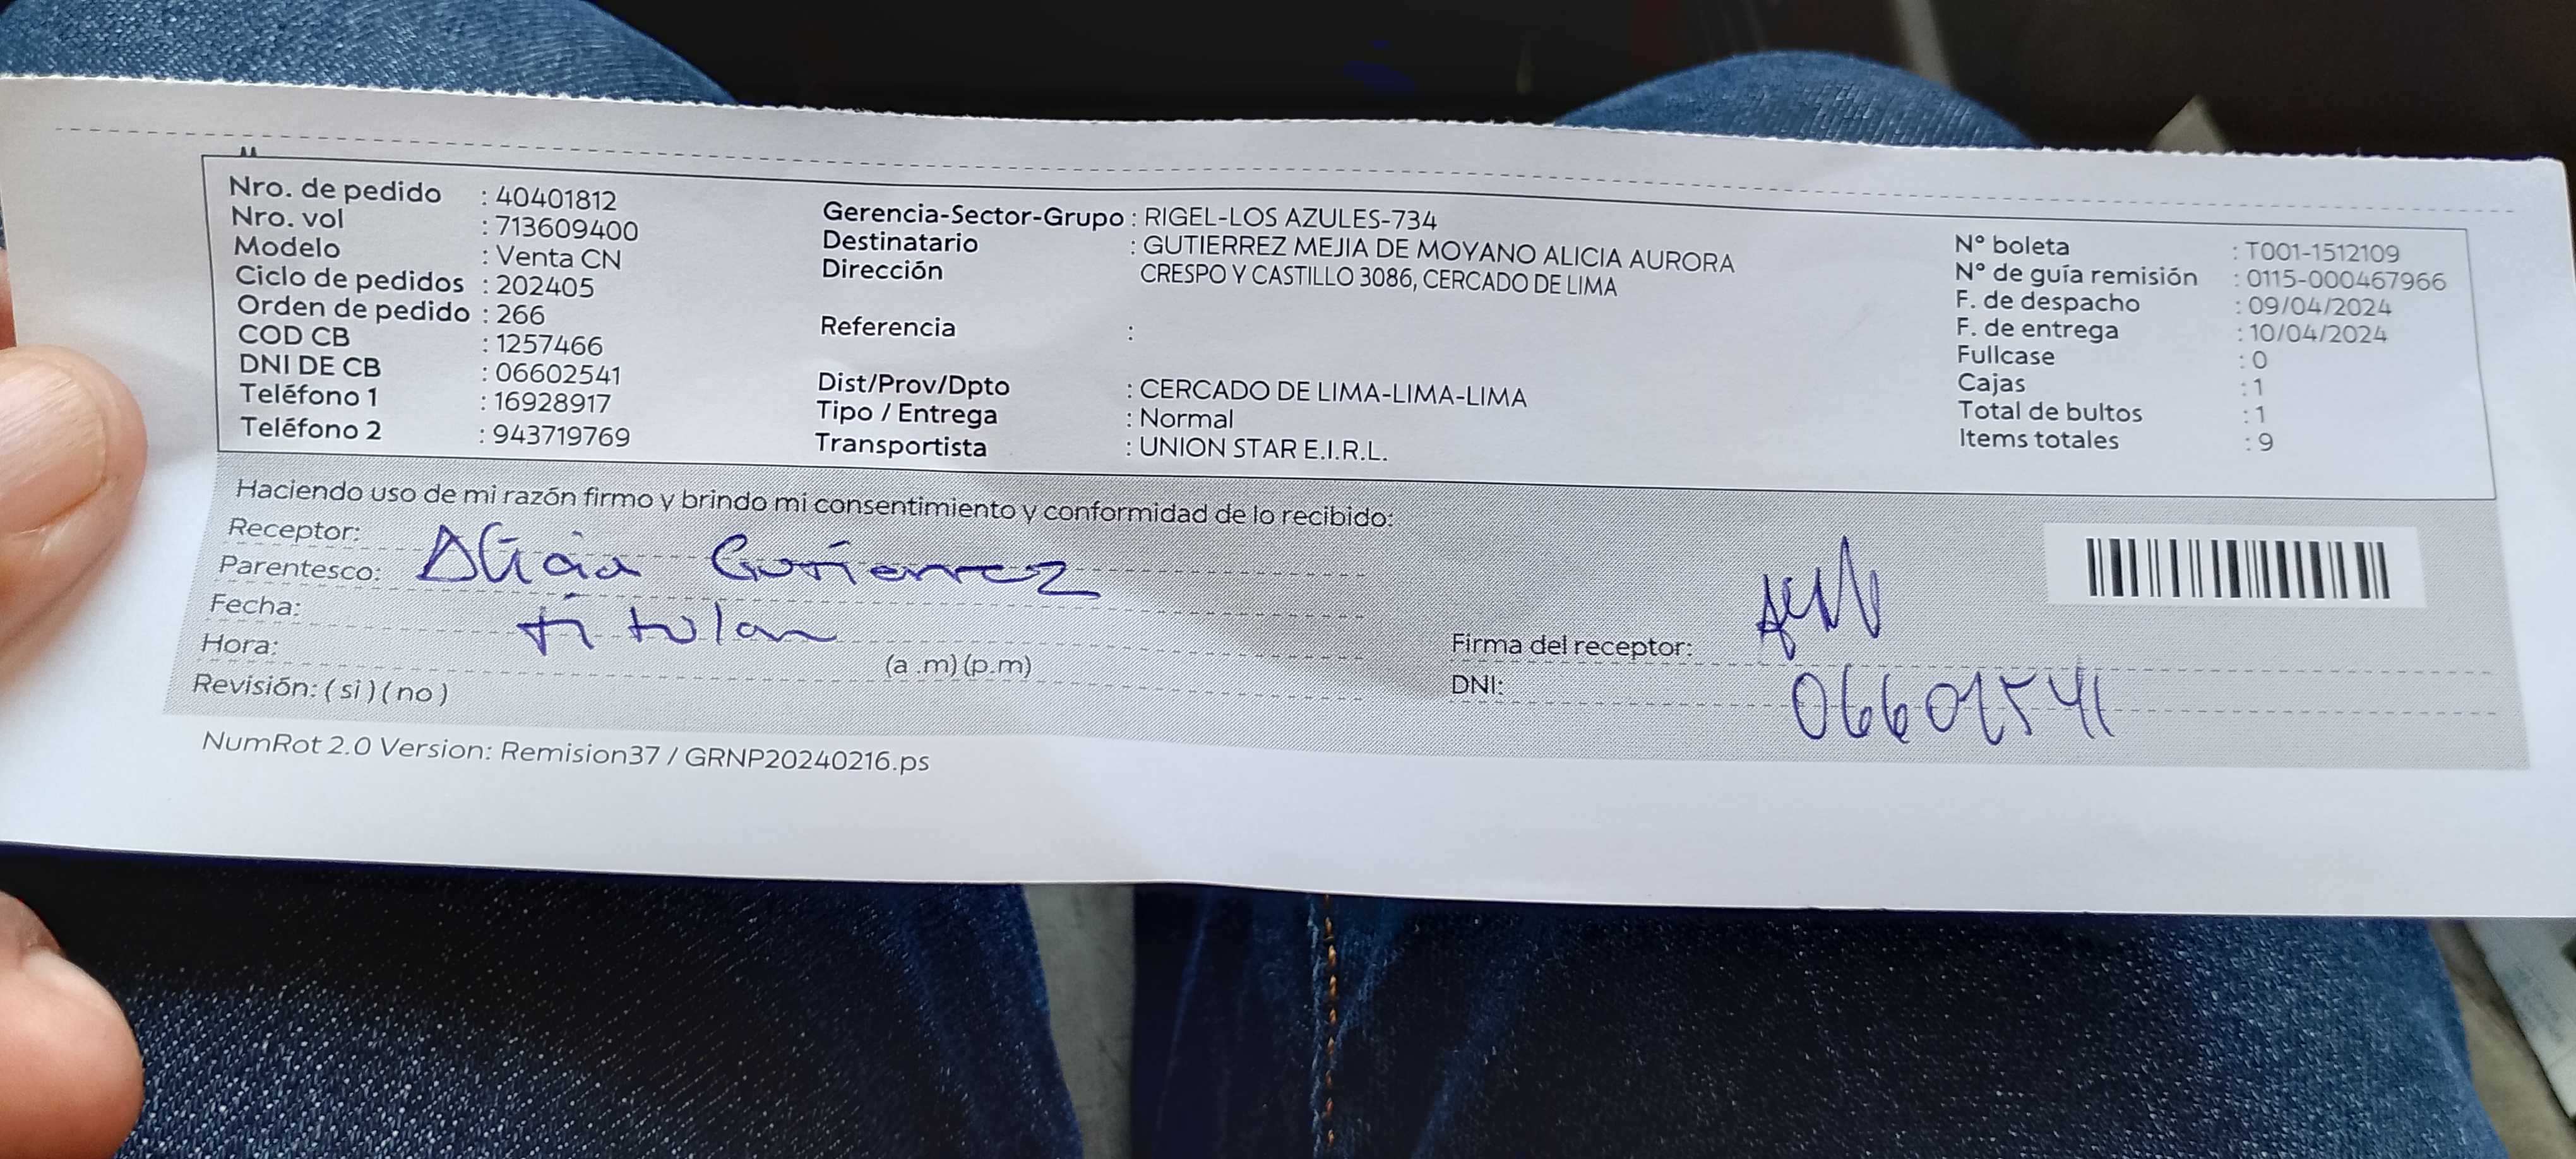 Nro. de pedido : 40401812
Nro. vol : 713609400
Modelo : Venta CN
Ciclo de pedidos : 202405
Orden de pedido : 266
COD CB : 1257466
DNI DE CB : 06602541
Teléfono 1 : 16928917
Teléfono 2 : 943719769
Gerencia-Sector-Grupo : RIGEL-LOS AZULES-734
Destinatario : GUTIERREZ MEJIA DE MOYANO ALICIA AURORA
Dirección CRESPO Y CASTILLO 3086, CERCADO DE LIMA
Referencia :
Dist/Prov/Dpto : CERCADO DE LIMA-LIMA-LIMA
Tipo / Entrega : Normal
Transportista : UNION STAR E.I.R.L.
N° boleta : T001-1512109
N° de guía remisión : 0115-000467966
F. de despacho : 09/04/2024
F. de entrega : 10/04/2024
Fullcase : 0
Cajas : 1
Total de bultos : 1
Items totales : 9
Haciendo uso de mi razón firmo y brindo mi consentimiento y conformidad de lo recibido:
Receptor: Alicia Gutierrez
Parentesco: titular
Fecha:
Hora: (a .m) (p.m)
Revisión: ( si ) ( no )
Firma del receptor:
DNI: 06602541
NumRot 2.0 Version: Remision37 / GRNP20240216.ps